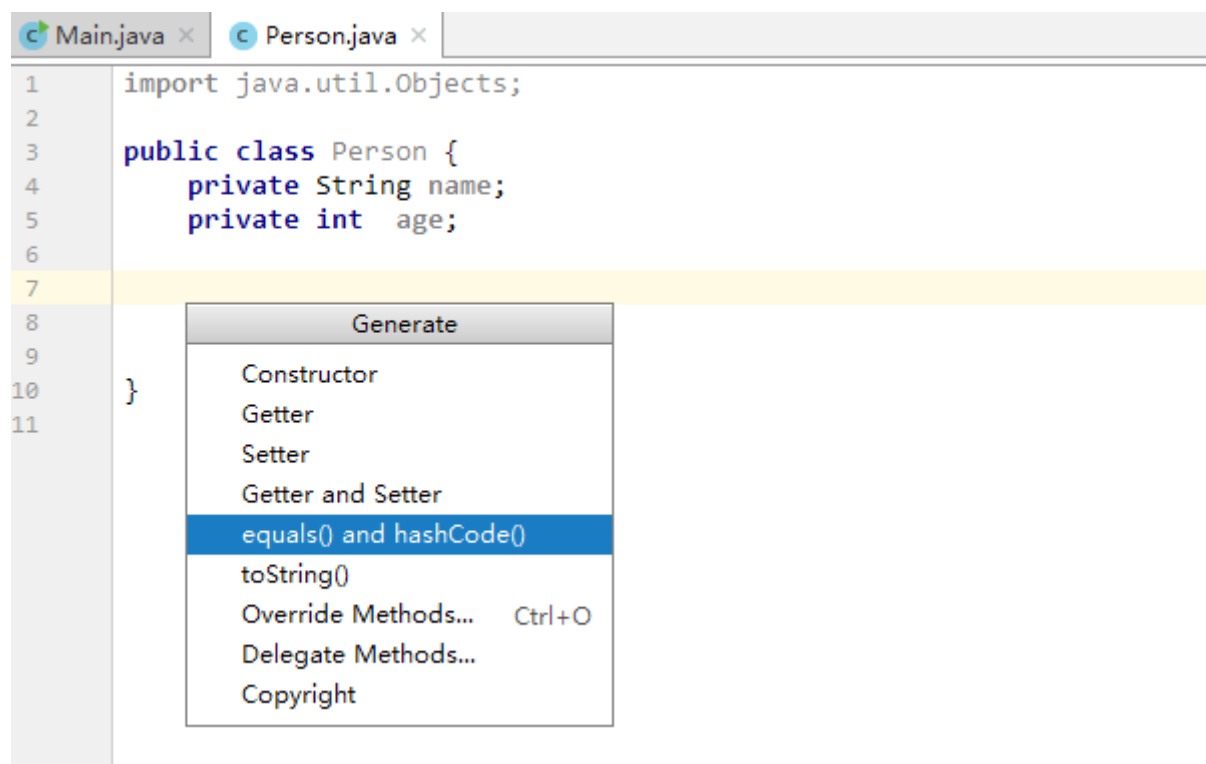 Main.java Person.java
1 import java.util.Objects;
2
3 public class Person {
4 private String name;
5 private int  age;
6
7
8
9
10 }
11
Generate
Constructor
Getter
Setter
Getter and Setter
equals() and hashCode()
toString()
Override Methods... Ctrl+O
Delegate Methods...
Copyright